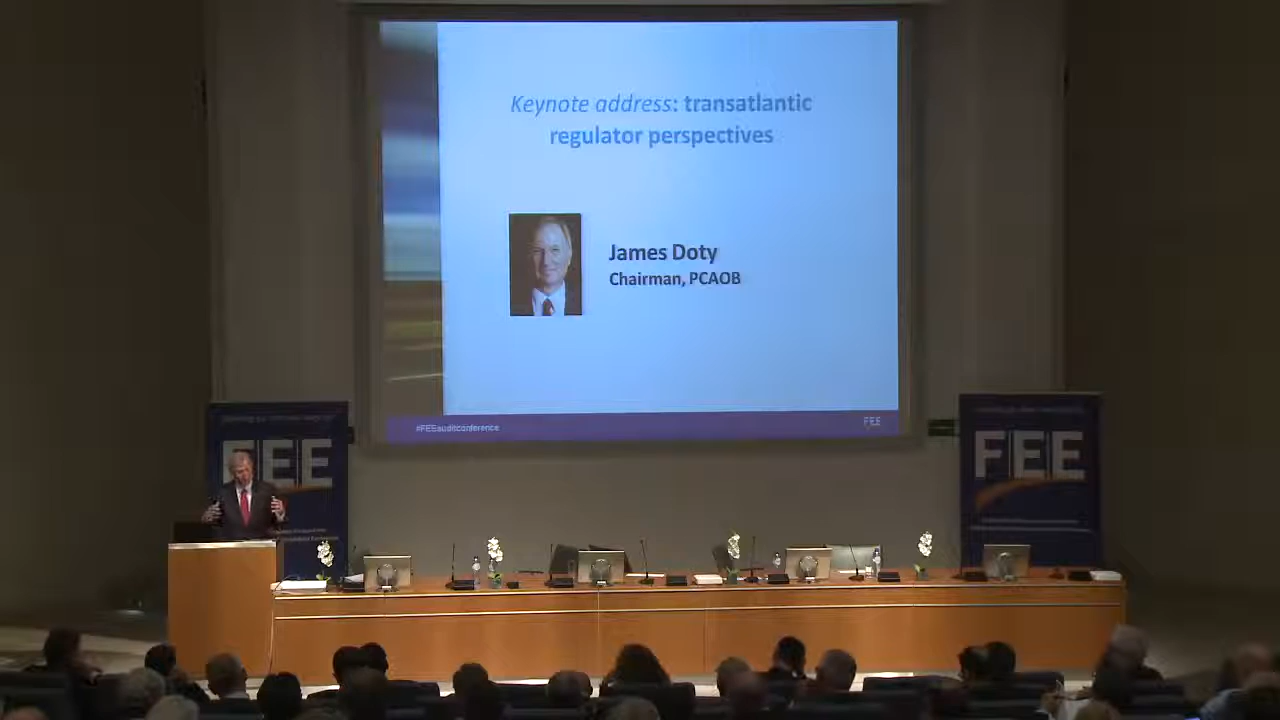 Keynote address: transatlantic
regulator perspectives
James Doty
Chairman, PCAOB
#FEEauditconference
FEE
FEE
FEE